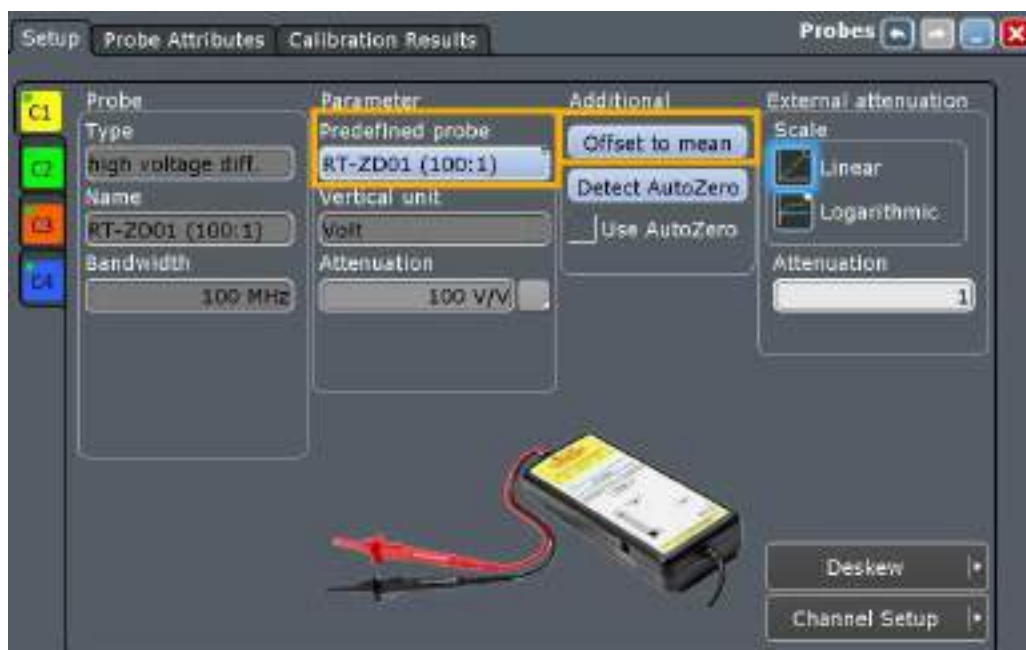 Setup
Probe Attributes
Calibration Results
Probes
C1
C2
C3
C4
Probe
Type
high voltage diff.
Name
RT-ZD01 (100:1)
Bandwidth
100 MHz
Parameter
Predefined probe
RT-ZD01 (100:1)
Vertical unit
Volt
Attenuation
100 V/V
Additional
Offset to mean
Detect AutoZero
Use AutoZero
External attenuation
Scale
Linear
Logarithmic
Attenuation
1
Deskew
Channel Setup